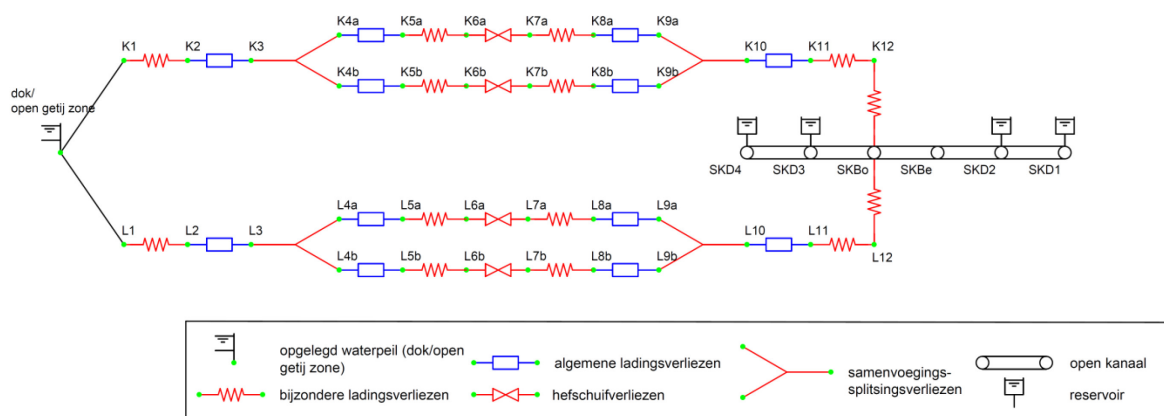 K4a K5a K6a K7a K8a K9a
K1 K2 K3 K10 K11 K12
K4b K5b K6b K7b K8b K9b
dok/
open getij zone
SKD4 SKD3 SKBo SKBe SKD2 SKD1
L4a L5a L6a L7a L8a L9a
L1 L2 L3 L10 L11
L12
L4b L5b L6b L7b L8b L9b
opgelegd waterpeil (dok/open
getij zone)
algemene ladingsverliezen
samenvoegings-
splitsingsverliezen
open kanaal
bijzondere ladingsverliezen
hefschuifverliezen
reservoir